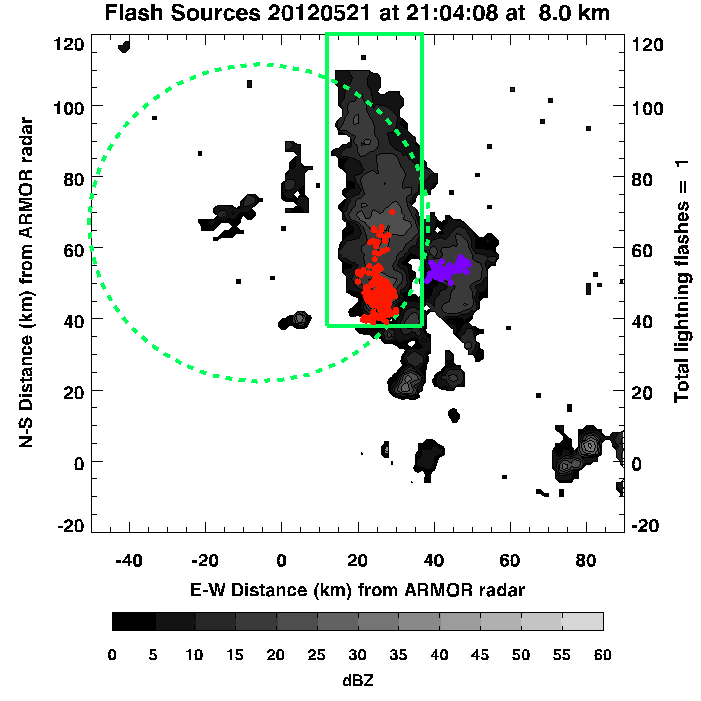 Flash Sources 20120521 at 21:04:08 at 8.0 km
120
100
80
60
40
20
0
-20
N-S Distance (km) from ARMOR radar
120
100
80
60
40
20
0
-20
Total lightning flashes = 1
-40 -20 0 20 40 60 80
E-W Distance (km) from ARMOR radar
0 5 10 15 20 25 30 35 40 45 50 55 60
dBZ